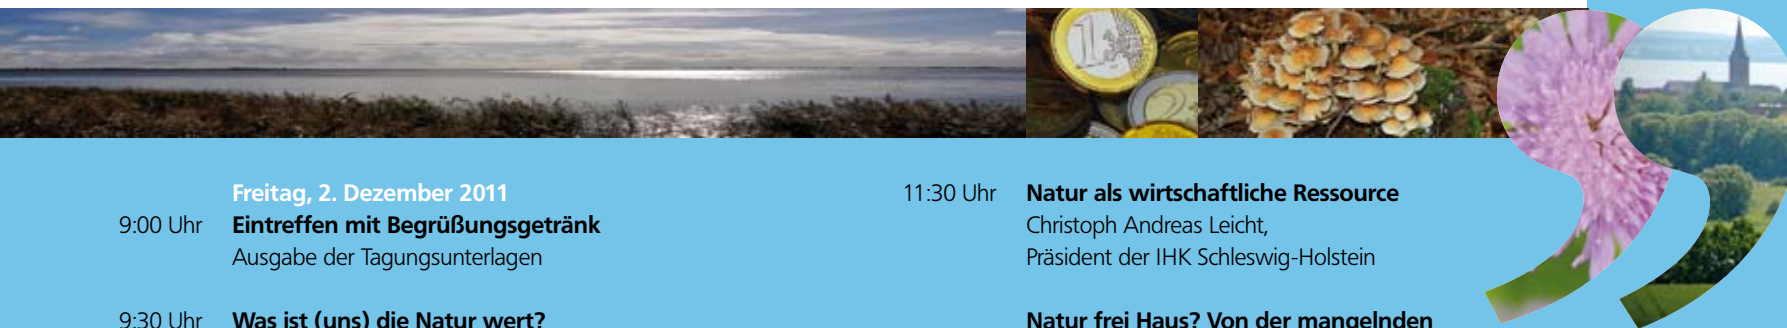 Freitag, 2. Dezember 2011
9:00 Uhr Eintreffen mit Begrüßungsgetränk
Ausgabe der Tagungsunterlagen
9:30 Uhr Was ist (uns) die Natur wert?
11:30 Uhr Natur als wirtschaftliche Ressource
Christoph Andreas Leicht,
Präsident der IHK Schleswig-Holstein
Natur frei Haus? Von der mangelnden